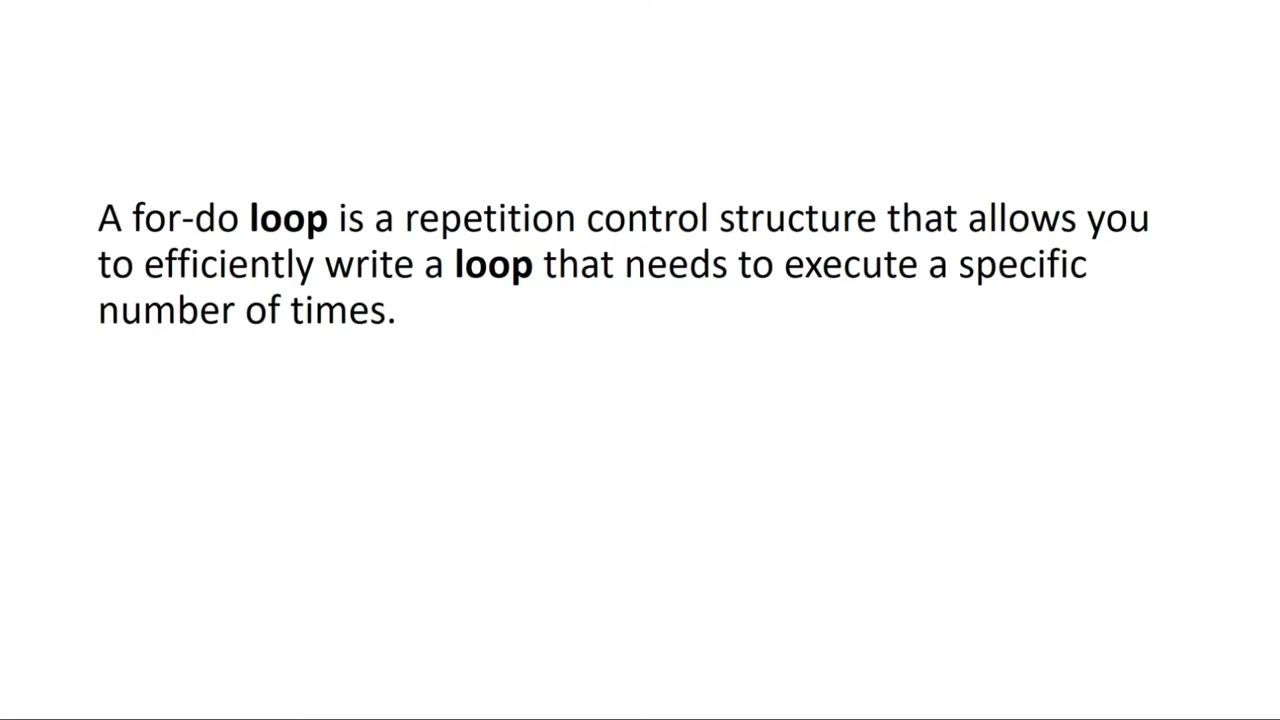 A for-do loop is a repetition control structure that allows you
to efficiently write a loop that needs to execute a specific
number of times.